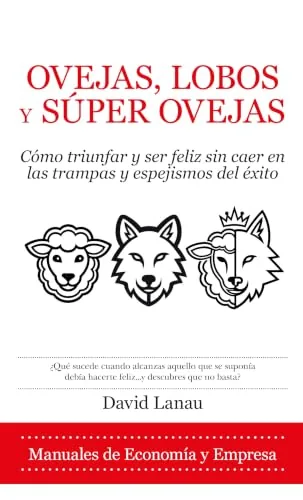 OVEJAS, LOBOS
Y SÚPER OVEJAS
Cómo triunfar y ser feliz sin caer en
las trampas y espejismos del éxito
¿Qué sucede cuando alcanzas aquello que se suponía
debía hacerte feliz...y descubres que no basta?
David Lanau
Manuales de Economía y Empresa